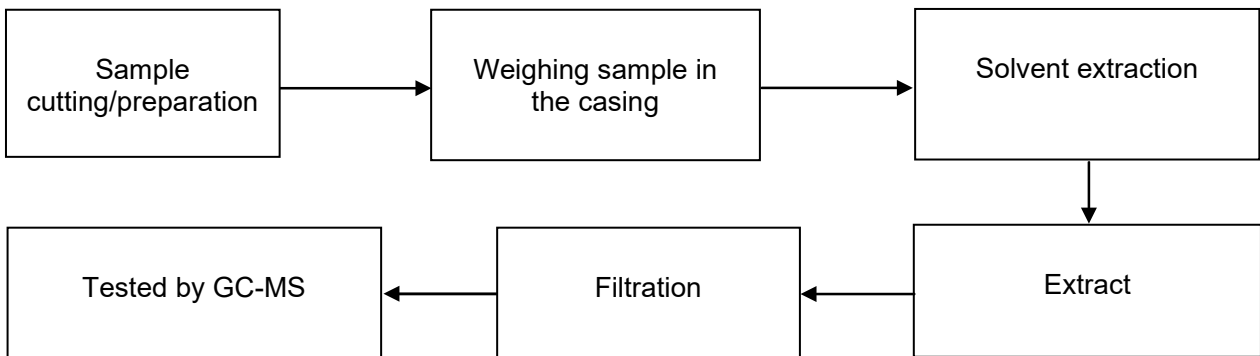 Sample
cutting/preparation
Weighing sample in
the casing
Solvent extraction
Extract
Filtration
Tested by GC-MS